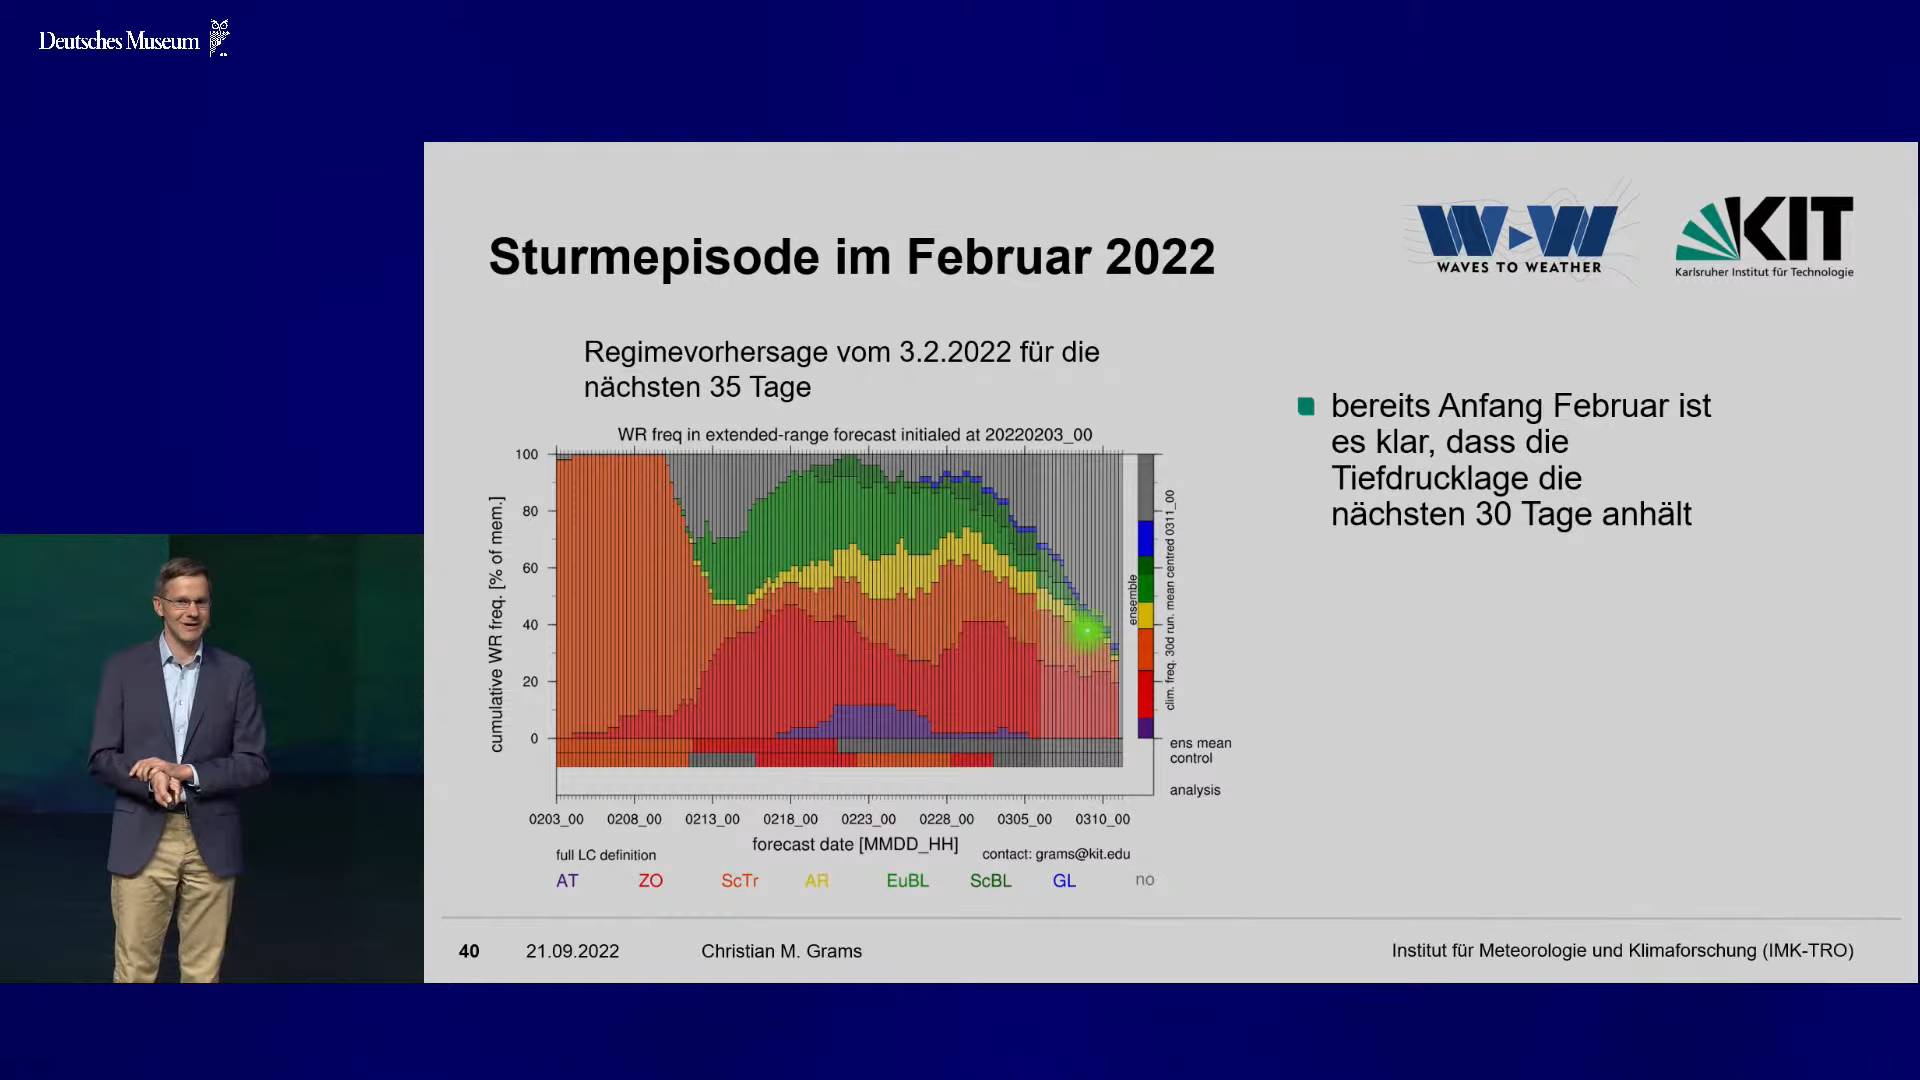 Deutsches Museum
WAVES TO WEATHER
KIT
Karlsruher Institut für Technologie
Sturmepisode im Februar 2022
Regimevorhersage vom 3.2.2022 für die
nächsten 35 Tage
bereits Anfang Februar ist
es klar, dass die
Tiefdrucklage die
nächsten 30 Tage anhält
WR freq in extended-range forecast initialed at 20220203_00
cumulative WR freq. [% of mem.]
100
80
60
40
20
0
ensemble
clim. freq. 30d run. mean centred 0311_00
ens mean
control
analysis
0203_00 0208_00 0213_00 0218_00 0223_00 0228_00 0305_00 0310_00
forecast date [MMDD_HH]
full LC definition
contact: grams@kit.edu
AT ZO ScTr AR EuBL ScBL GL no
40 21.09.2022 Christian M. Grams Institut für Meteorologie und Klimaforschung (IMK-TRO)